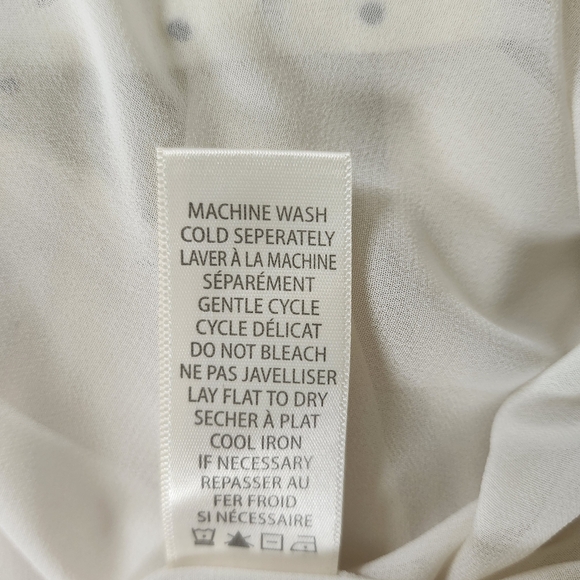 MACHINE WASH
COLD SEPERATELY
LAVER À LA MACHINE
SÉPARÉMENT
GENTLE CYCLE
CYCLE DÉLICAT
DO NOT BLEACH
NE PAS JAVELLISER
LAY FLAT TO DRY
SECHER À PLAT
COOL IRON
IF NECESSARY
REPASSER AU
FER FROID
SI NÉCESSAIRE